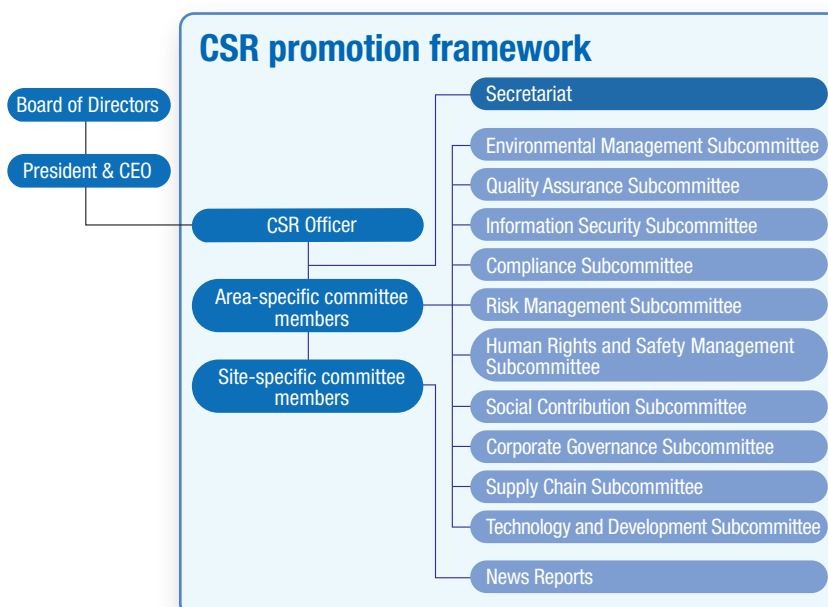 CSR promotion framework
Board of Directors
President & CEO
CSR Officer
Area-specific committee
members
Site-specific committee
members
Secretariat
Environmental Management Subcommittee
Quality Assurance Subcommittee
Information Security Subcommittee
Compliance Subcommittee
Risk Management Subcommittee
Human Rights and Safety Management
Subcommittee
Social Contribution Subcommittee
Corporate Governance Subcommittee
Supply Chain Subcommittee
Technology and Development Subcommittee
News Reports